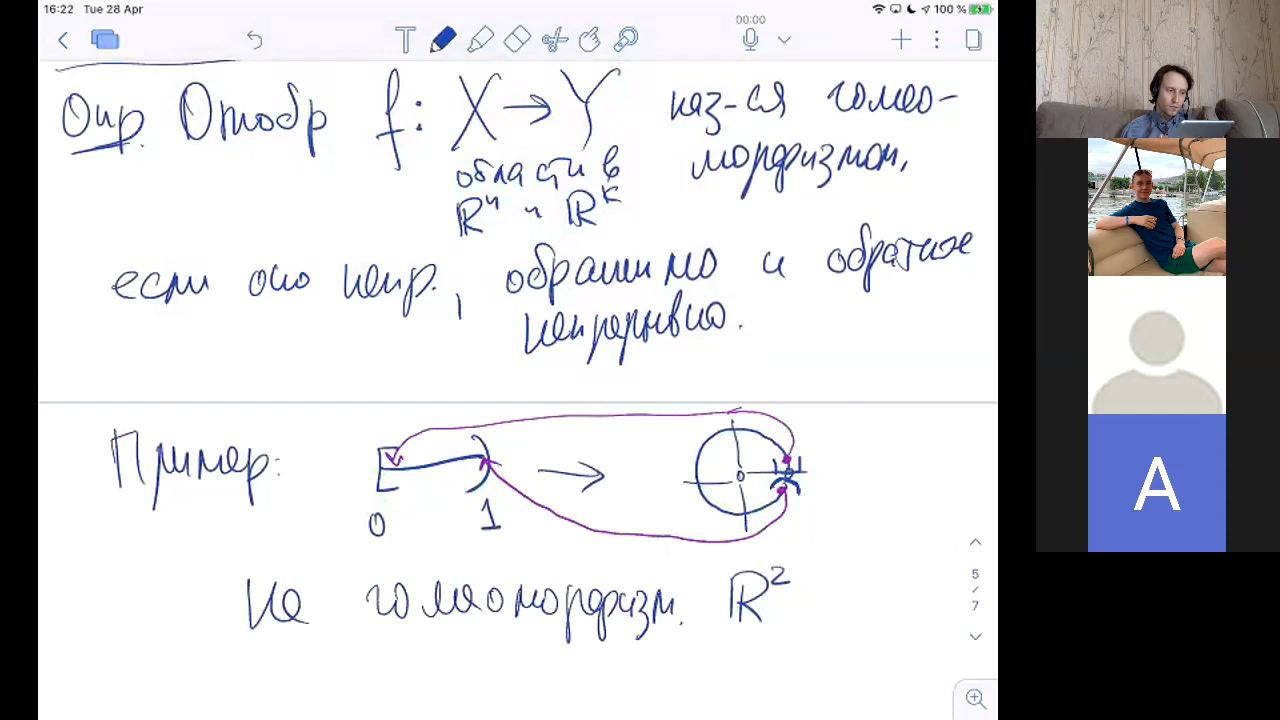 16:22 Tue 28 Apr
100 %
00:00
Опр. Отобр f: X → Y наз-ся гомео-
области в морфизмом,
ℝⁿ и ℝᵏ
если оно непр., обратимо и обратное
непрерывно.
Пример:
0 1
не гомеоморфизм. ℝ²
5
/
7
A